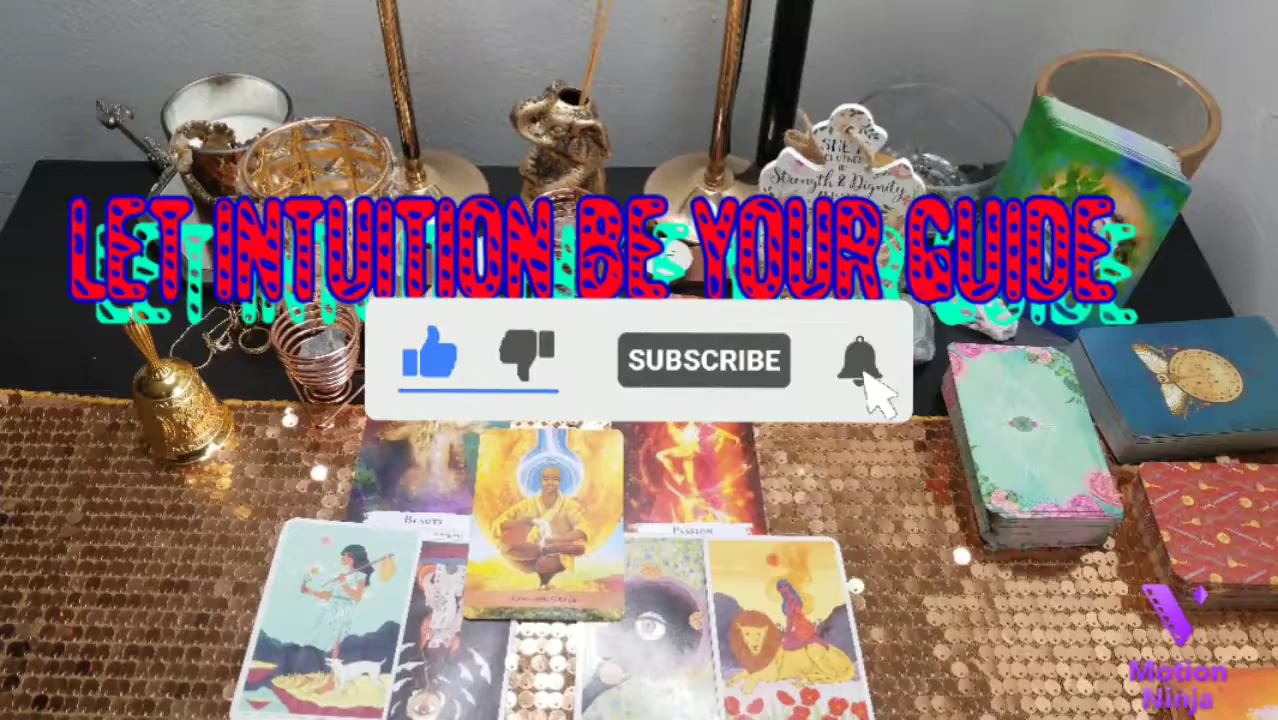 Strength & Dignity
LET INTUITION BE YOUR GUIDE
SUBSCRIBE
BEAUTY
PASSION
Motion
Ninja